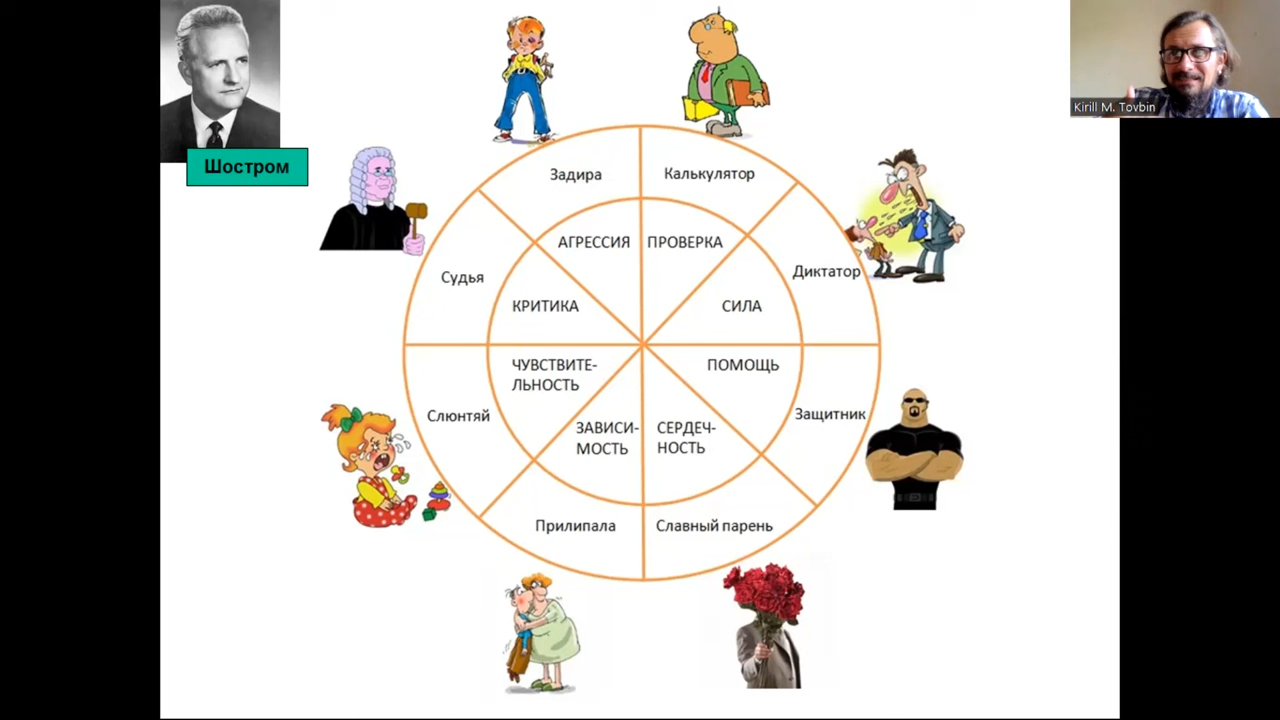 Kirill M. Tovbin
Шостром
Задира
Калькулятор
АГРЕССИЯ
ПРОВЕРКА
Судья
Диктатор
КРИТИКА
СИЛА
ЧУВСТВИТЕ-
ЛЬНОСТЬ
ПОМОЩЬ
Слюнтяй
Защитник
ЗАВИСИ-
МОСТЬ
СЕРДЕЧ-
НОСТЬ
Прилипала
Славный парень